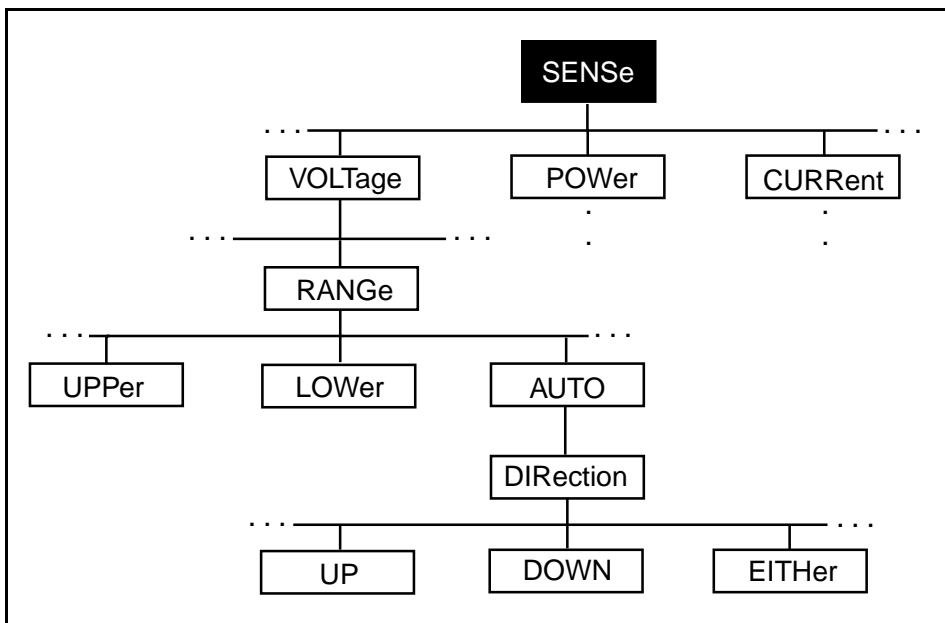 SENSe
VOLTage
POWer
CURRent
RANGe
UPPer
LOWer
AUTO
DIRection
UP
DOWN
EITHer